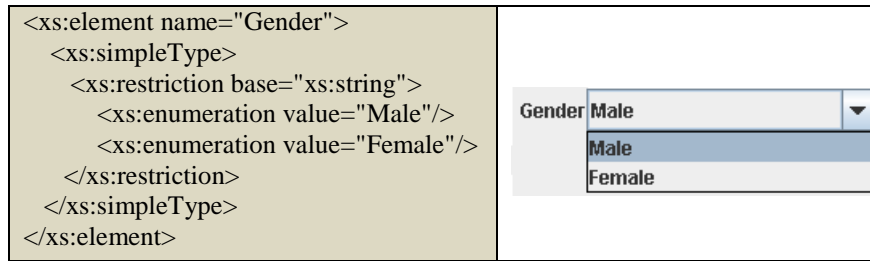 <xs:element name="Gender">
<xs:simpleType>
<xs:restriction base="xs:string">
<xs:enumeration value="Male"/>
<xs:enumeration value="Female"/>
</xs:restriction>
</xs:simpleType>
</xs:element>
Gender Male
Male
Female